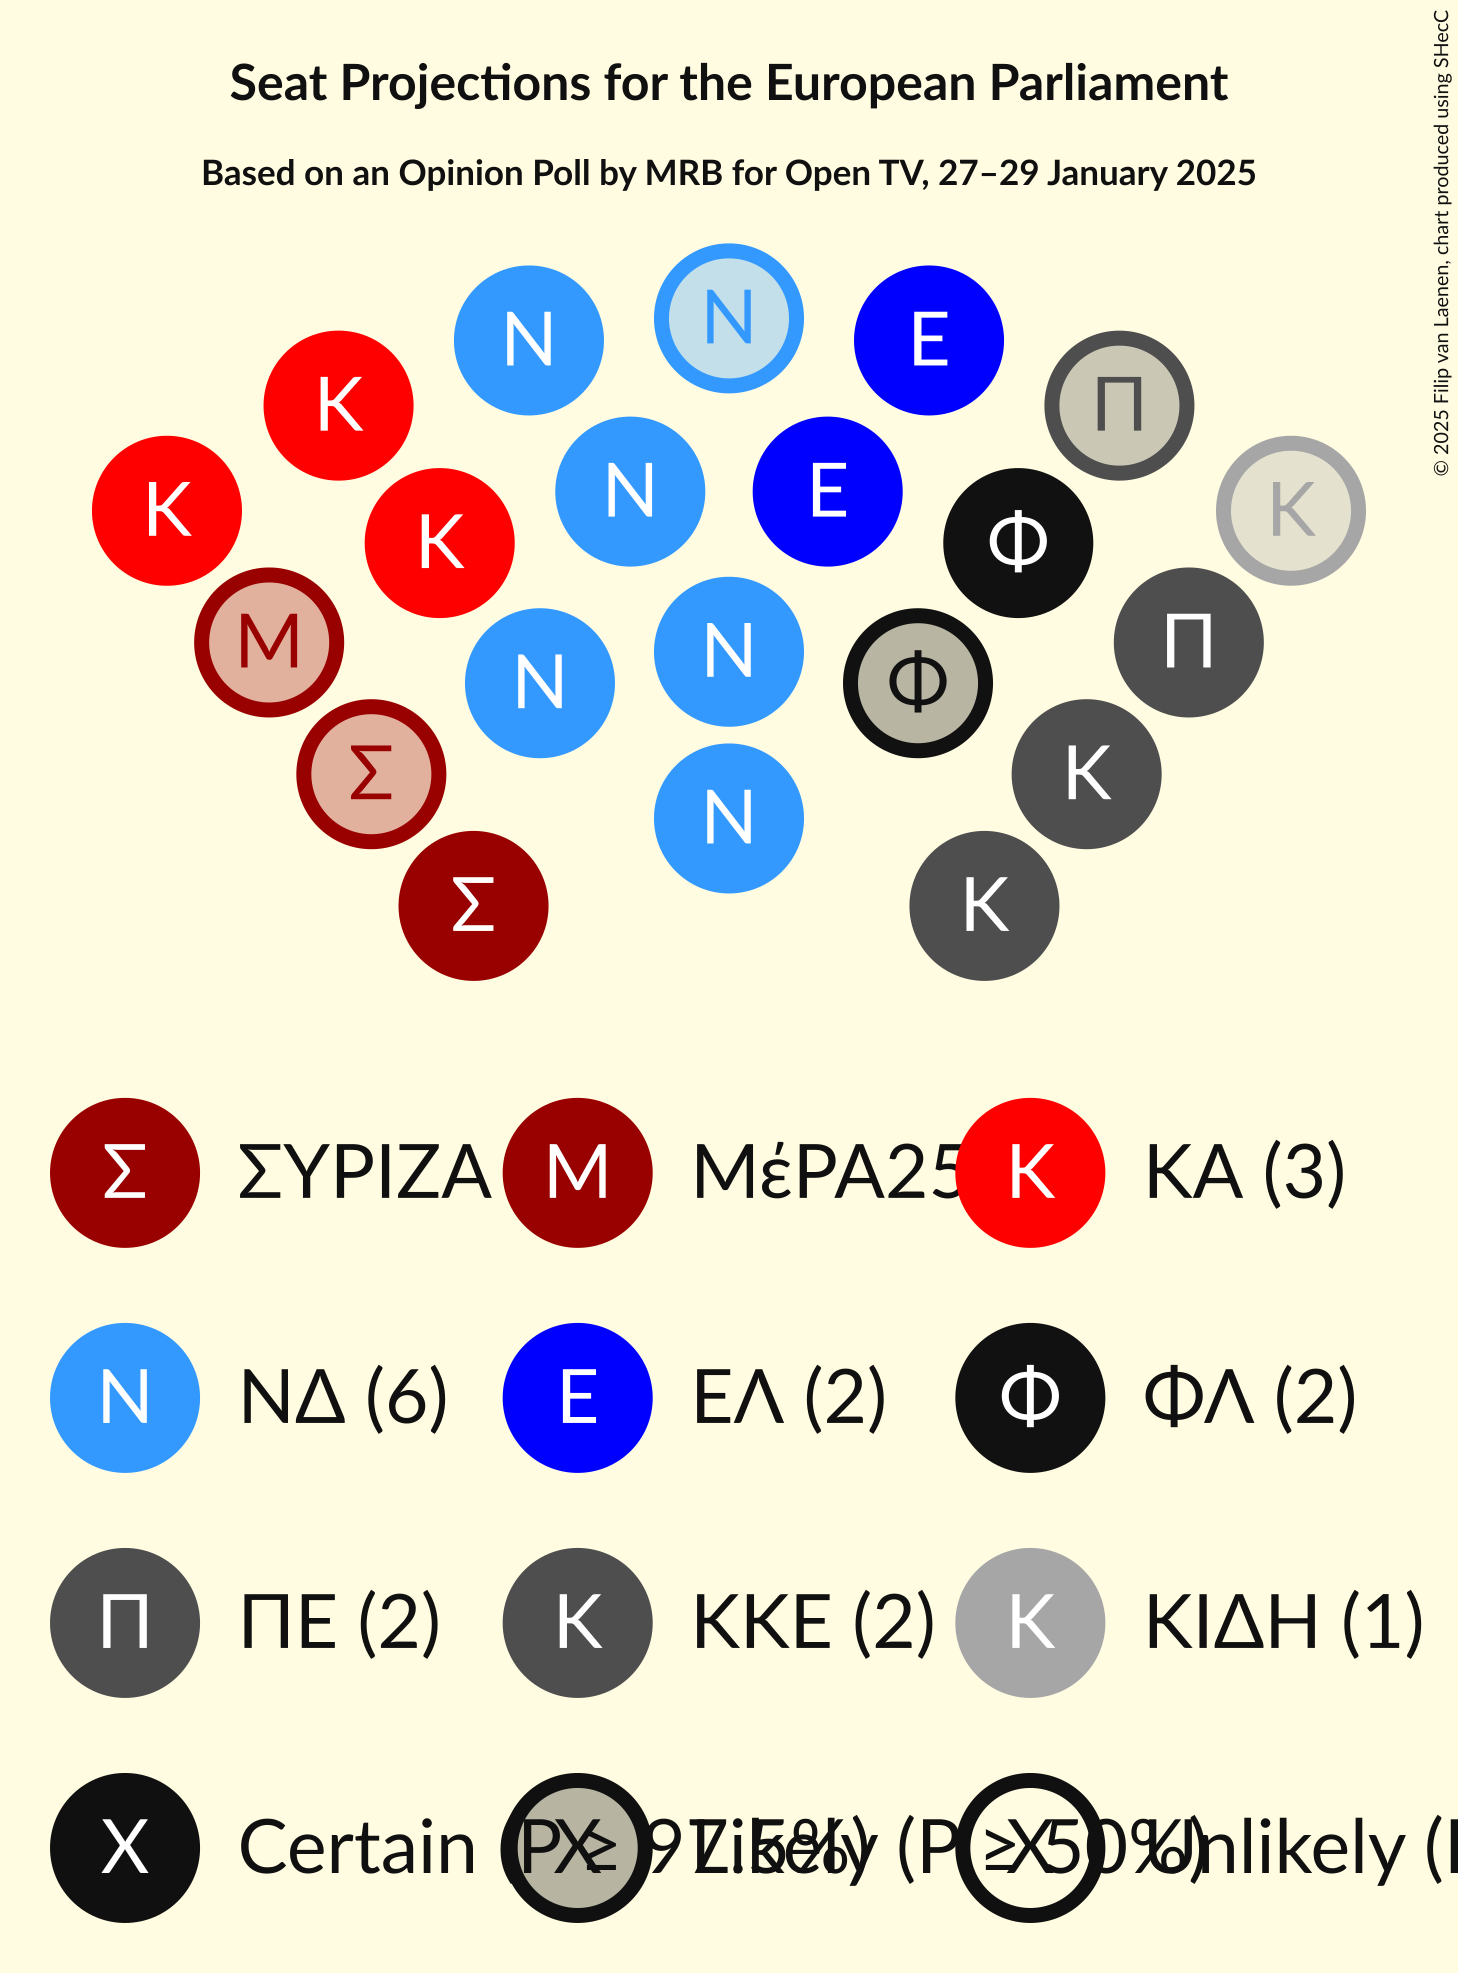 © 2025 Filip van Laenen, chart produced using SHecC
Seat Projections for the European Parliament
Based on an Opinion Poll by MRB for Open TV, 27–29 January 2025
N
N E
K Π
N E
K K
K Φ
M N Π
N Φ
Σ K
N
Σ K
Σ ΣΥΡΙΖΑ M ΜέΡΑ25 K ΚΑ (3)
N ΝΔ (6) E ΕΛ (2) Φ ΦΛ (2)
Π ΠΕ (2) K ΚΚΕ (2) K ΚΙΔΗ (1)
X Certain (P ≥ 97.5%) X Likely (P ≥ 50%) X Unlikely